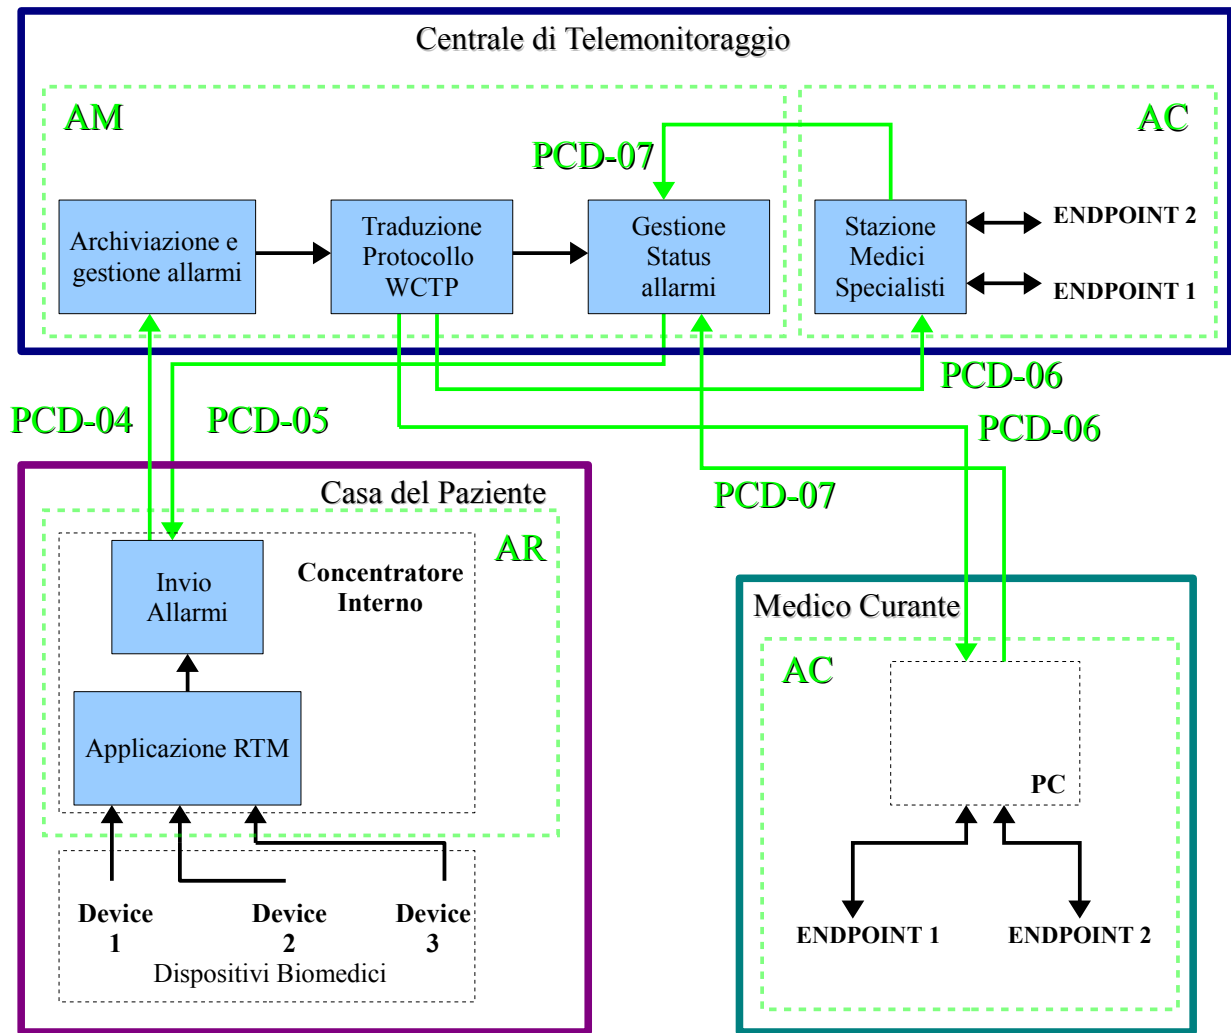 Centrale di Telemonitoraggio
AM
AC
PCD-07
Archiviazione e
gestione allarmi
Traduzione
Protocollo
WCTP
Gestione
Status
allarmi
Stazione
Medici
Specialisti
ENDPOINT 2
ENDPOINT 1
PCD-04
PCD-05
PCD-06
PCD-06
PCD-07
Casa del Paziente
AR
Invio
Allarmi
Concentratore
Interno
Applicazione RTM
Device
1
Device
2
Device
3
Dispositivi Biomedici
Medico Curante
AC
PC
ENDPOINT 1
ENDPOINT 2